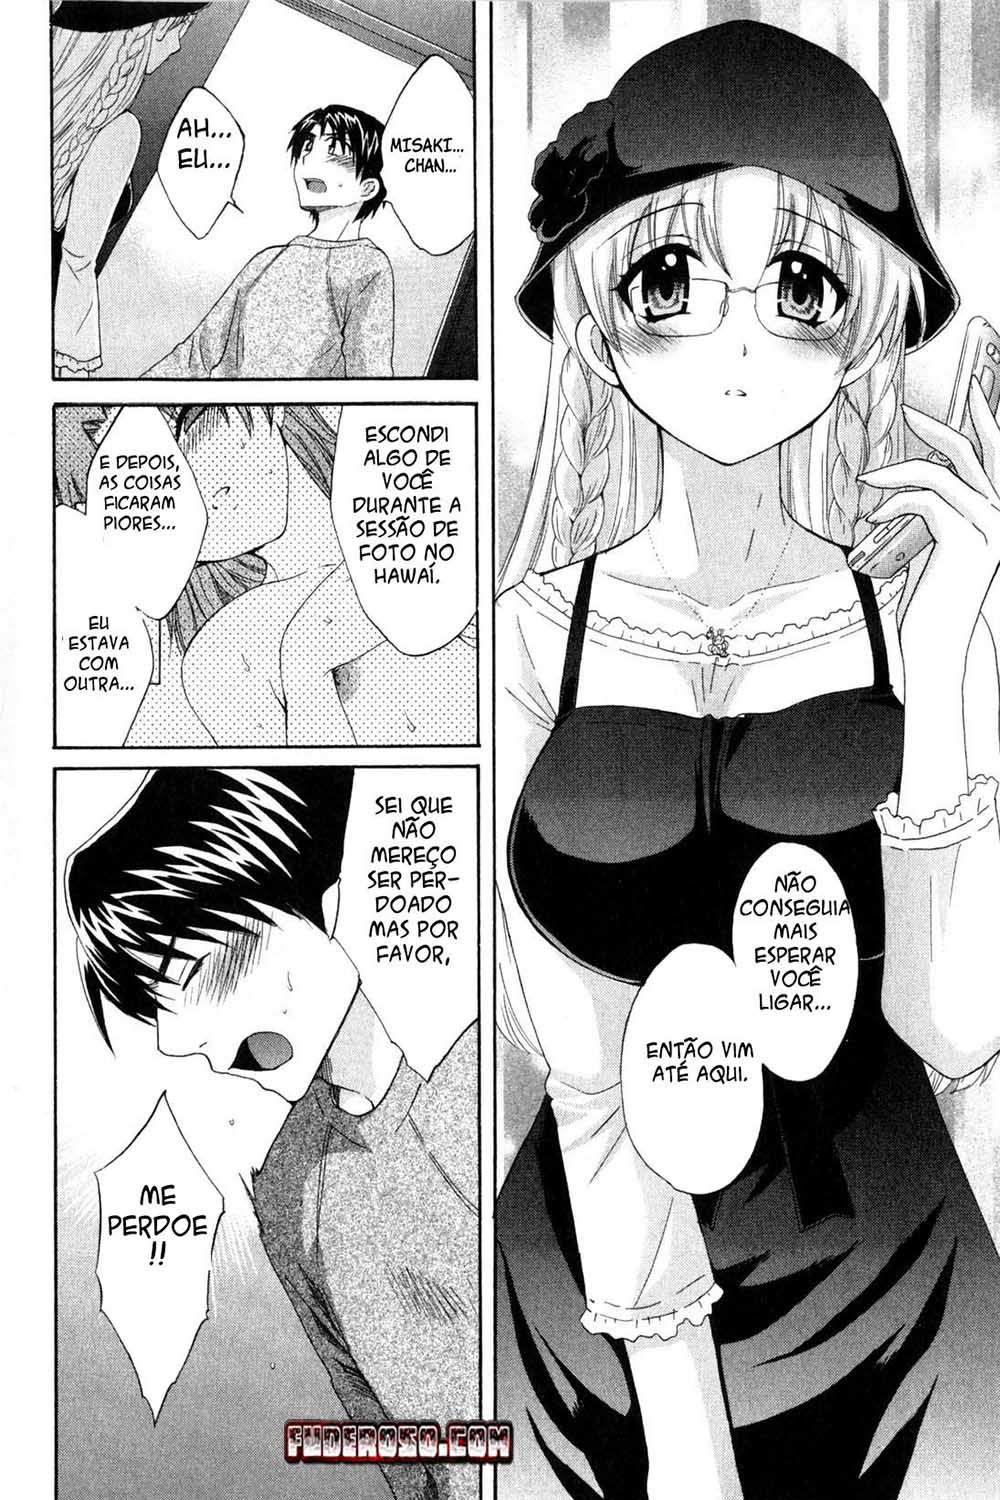 NÃO
CONSEGUIA
MAIS
ESPERAR
VOCÊ
LIGAR...
ENTÃO VIM
ATÉ AQUI.
MISAKI...
CHAN...
AH...
EU...
ESCONDI
ALGO DE
VOCÊ
DURANTE A
SESSÃO DE
FOTO NO
HAWAÍ.
E DEPOIS,
AS COISAS
FICARAM
PIORES...
EU
ESTAVA
COM
OUTRA...
SEI QUE
NÃO
MEREÇO
SER PER-
DOADO
MAS POR
FAVOR,
ME
PERDOE
!!
FUDEROSO.COM